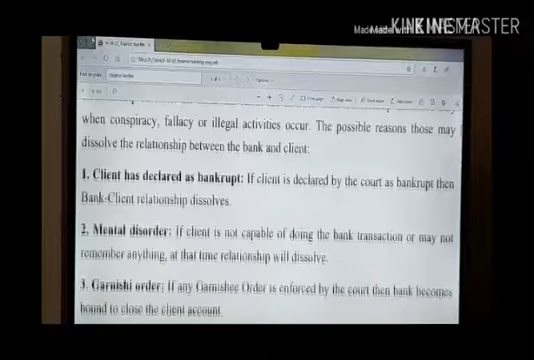 Made with KINEMASTER
when conspiracy, fallacy or illegal activities occur. The possible reasons those may
dissolve the relationship between the bank and client:
1. Client has declared as bankrupt: If client is declared by the court as bankrupt then
Bank-Client relationship dissolves.
2. Mental disorder: If client is not capable of doing the bank transaction or may not
remember anything, at that time relationship will dissolve.
3. Garnishi order: If any Garnishee Order is enforced by the court then bank becomes
bound to close the client account.